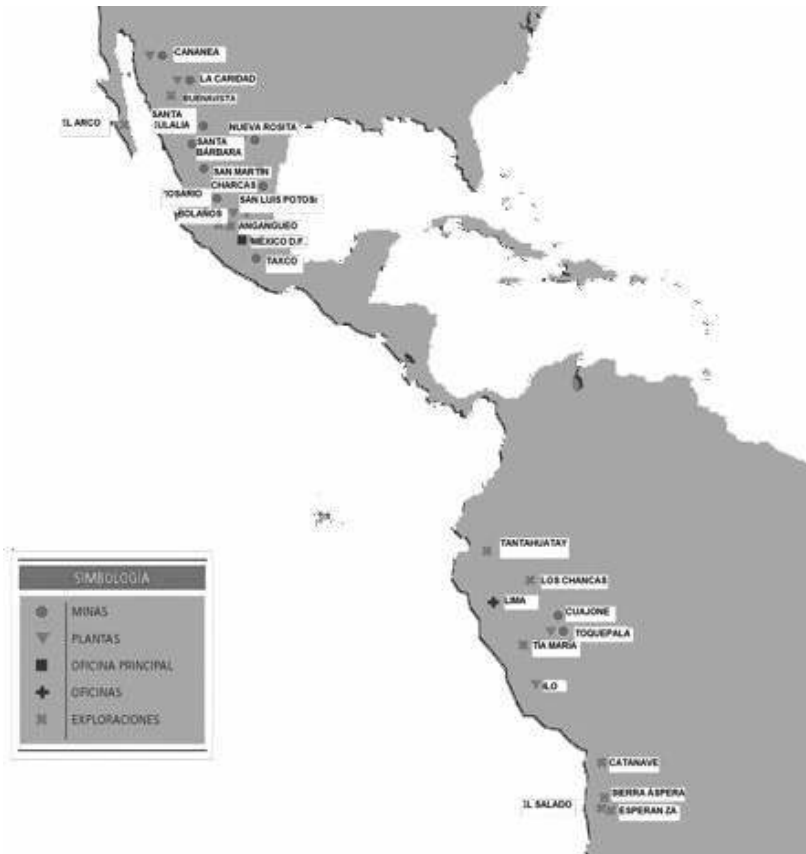 CANANEA
LA CARIDAD
BUENAVISTA
EL ARCO
SANTA
EULALIA
NUEVA ROSITA
SANTA
BÁRBARA
SAN MARTÍN
CHARCAS
ROSARIO
SAN LUIS POTOSI
BOLAÑOS
ANGANGUEO
MÉXICO D.F.
TAXCO
TANTAHUATAY
LOS CHANCAS
LIMA
CUAJONE
TOQUEPALA
TÍA MARÍA
ILO
CATANAVE
SIERRA ÁSPERA
EL SALADO
ESPERANZA
SIMBOLOGÍA
MINAS
PLANTAS
OFICINA PRINCIPAL
OFICINAS
EXPLORACIONES